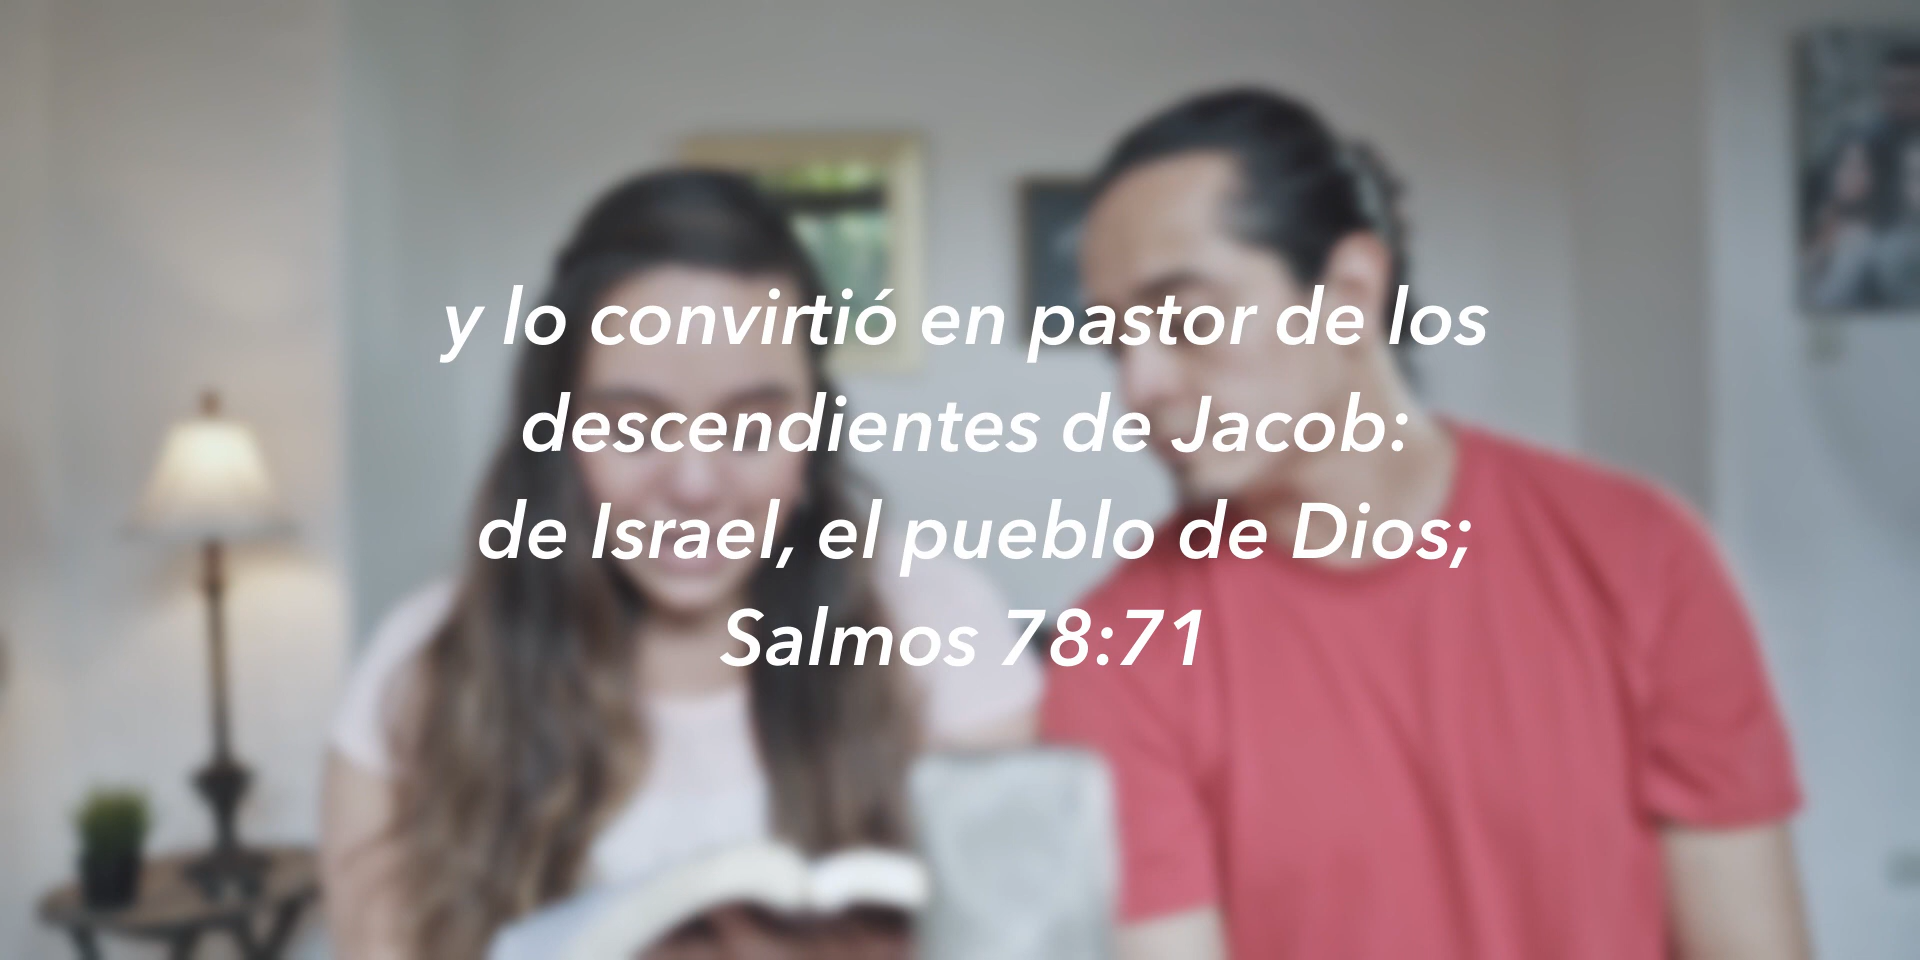 y lo convirtió en pastor de los
descendientes de Jacob:
de Israel, el pueblo de Dios;
Salmos 78:71